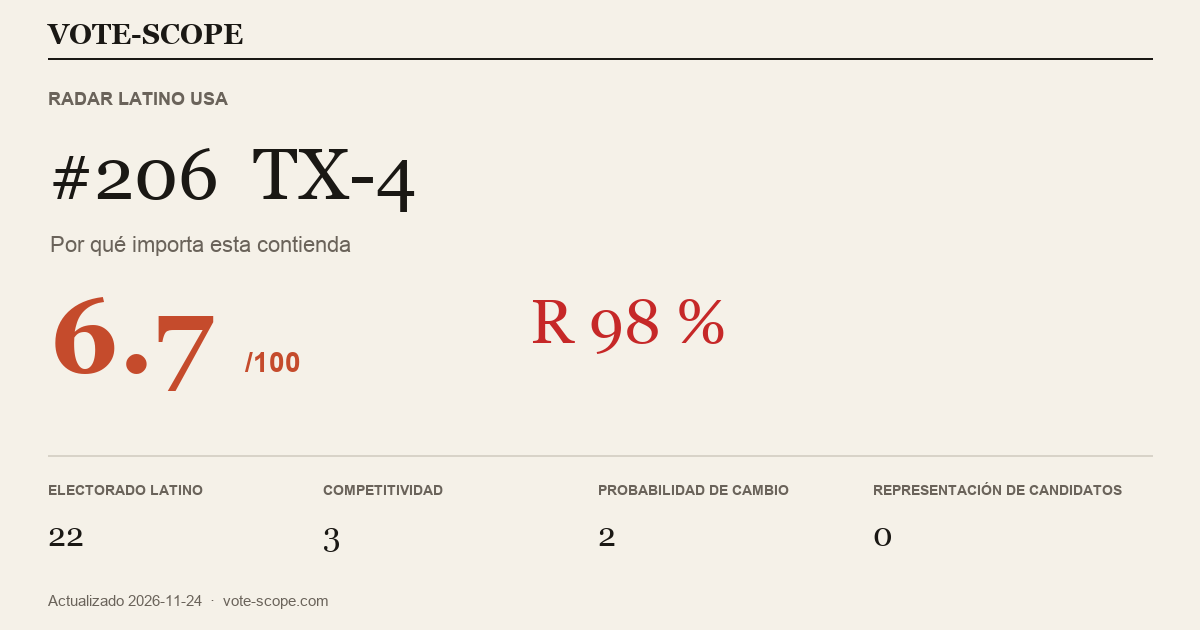 VOTE-SCOPE
RADAR LATINO USA
#206 TX-4
Por qué importa esta contienda
6.7 /100 R 98 %
ELECTORADO LATINO COMPETITIVIDAD PROBABILIDAD DE CAMBIO REPRESENTACIÓN DE CANDIDATOS
22 3 2 0
Actualizado 2026-11-24 · vote-scope.com